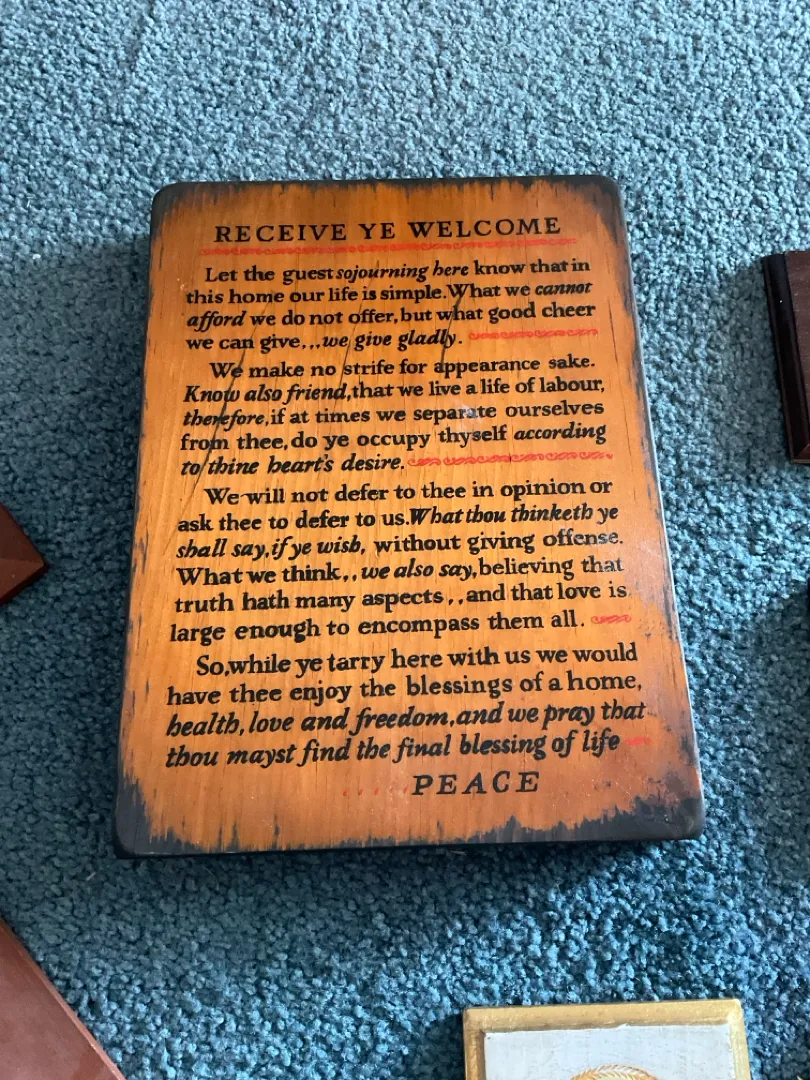 RECEIVE YE WELCOME
Let the guest sojourning here know that in
this home our life is simple. What we cannot
afford we do not offer, but what good cheer
we can give,,, we give gladly.
We make no strife for appearance sake.
Know also friend, that we live a life of labour,
therefore, if at times we separate ourselves
from thee, do ye occupy thyself according
to thine heart's desire.
We will not defer to thee in opinion or
ask thee to defer to us. What thou thinketh ye
shall say, if ye wish, without giving offense.
What we think,, we also say, believing that
truth hath many aspects,, and that love is
large enough to encompass them all.
So, while ye tarry here with us we would
have thee enjoy the blessings of a home,
health, love and freedom, and we pray that
thou mayst find the final blessing of life
.....PEACE